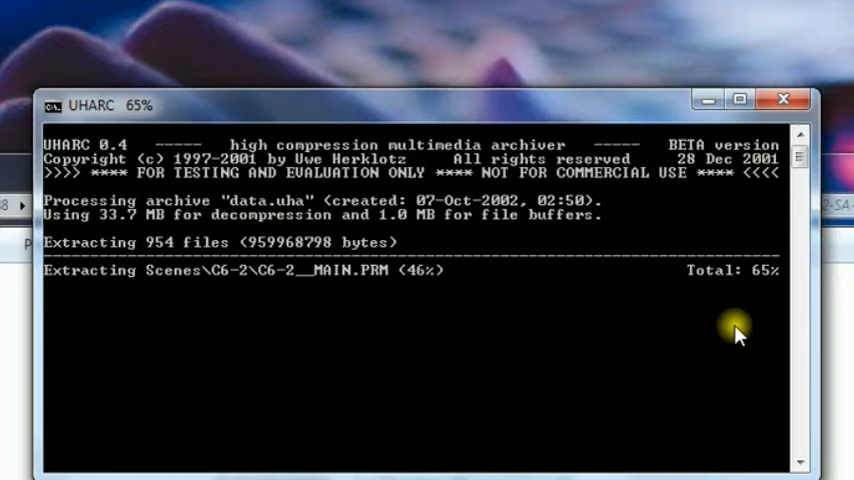 UHARC 65%
UHARC 0.4 ----- high compression multimedia archiver ----- BETA version
Copyright (c) 1997-2001 by Uwe Herklotz All rights reserved 28 Dec 2001
>>>> **** FOR TESTING AND EVALUATION ONLY **** NOT FOR COMMERCIAL USE **** <<<<
Processing archive "data.uha" (created: 07-Oct-2002, 02:50).
Using 33.7 MB for decompression and 1.0 MB for file buffers.
Extracting 954 files (959968798 bytes)
Extracting Scenes\C6-2\C6-2__MAIN.PRM (46%) Total: 65%